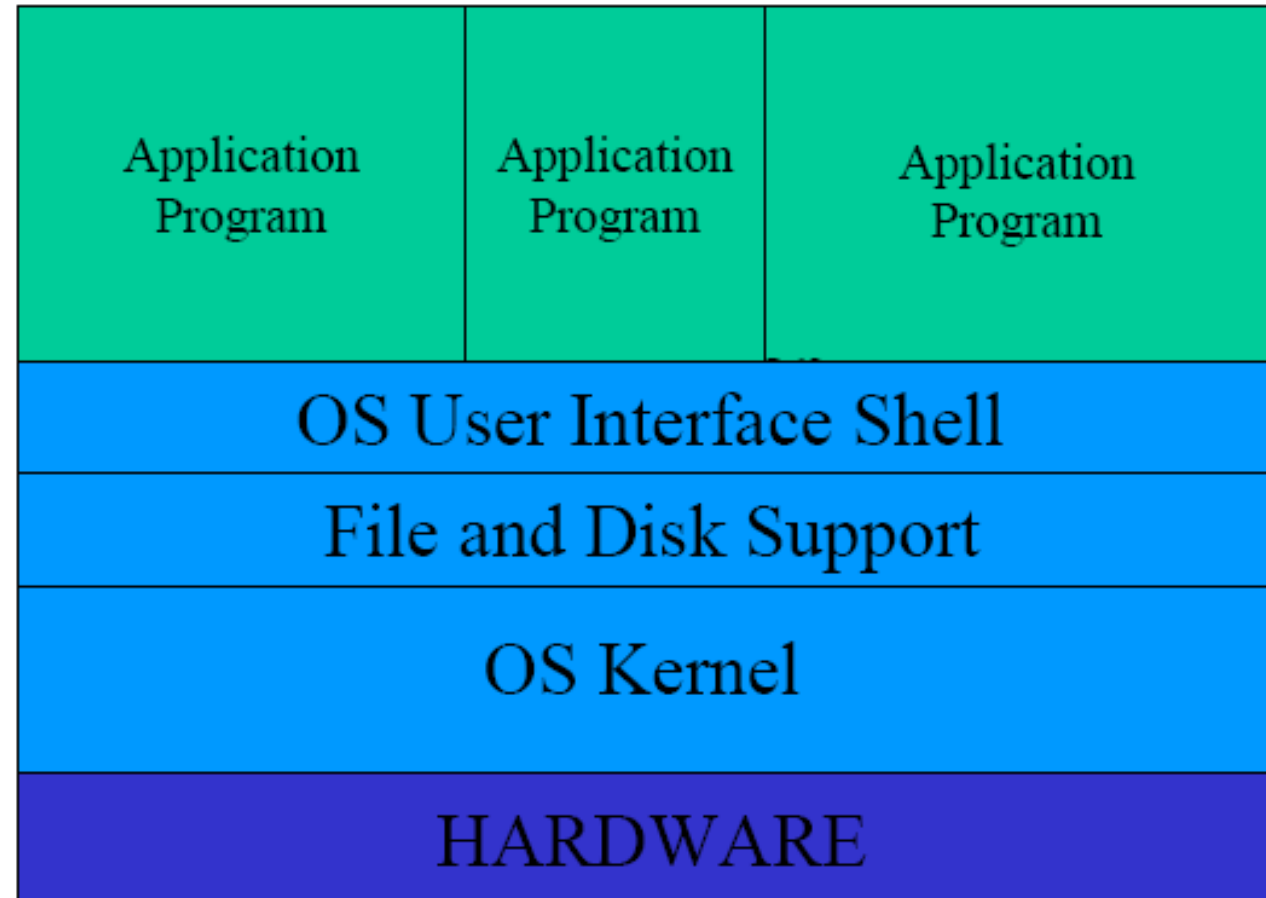 Application
Program
Application
Program
Application
Program
OS User Interface Shell
File and Disk Support
OS Kernel
HARDWARE